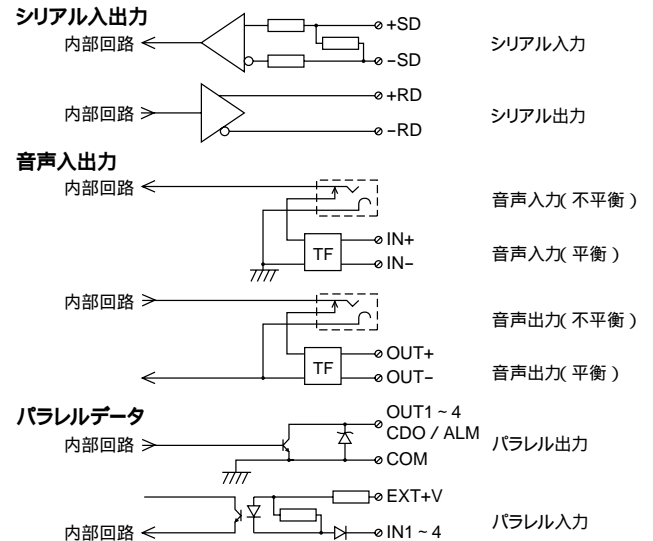 シリアル入出力
+SD
内部回路
シリアル入力
−SD
+RD
内部回路
シリアル出力
−RD
音声入出力
内部回路
音声入力( 不平衡 )
IN+
TF
音声入力( 平衡 )
IN−
内部回路
音声出力( 不平衡 )
OUT+
TF
音声出力( 平衡 )
OUT−
パラレルデータ
OUT1 ~ 4
CDO / ALM
内部回路
パラレル出力
COM
EXT+V
パラレル入力
内部回路
IN1 ~ 4